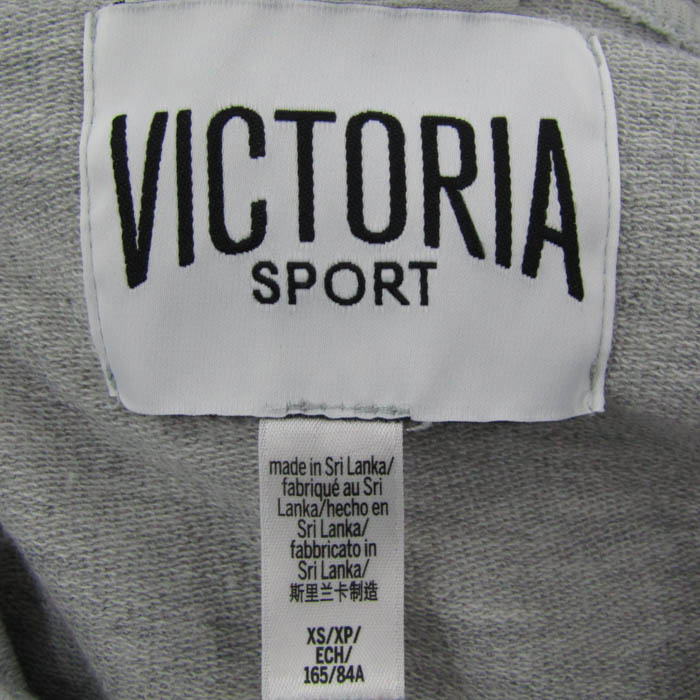 VICTORIA
SPORT
made in Sri Lanka/
fabriqué au Sri
Lanka/hecho en
Sri Lanka/
fabbricato in
Sri Lanka/
斯里兰卡制造
XS/XP/
ECH/
165/84A